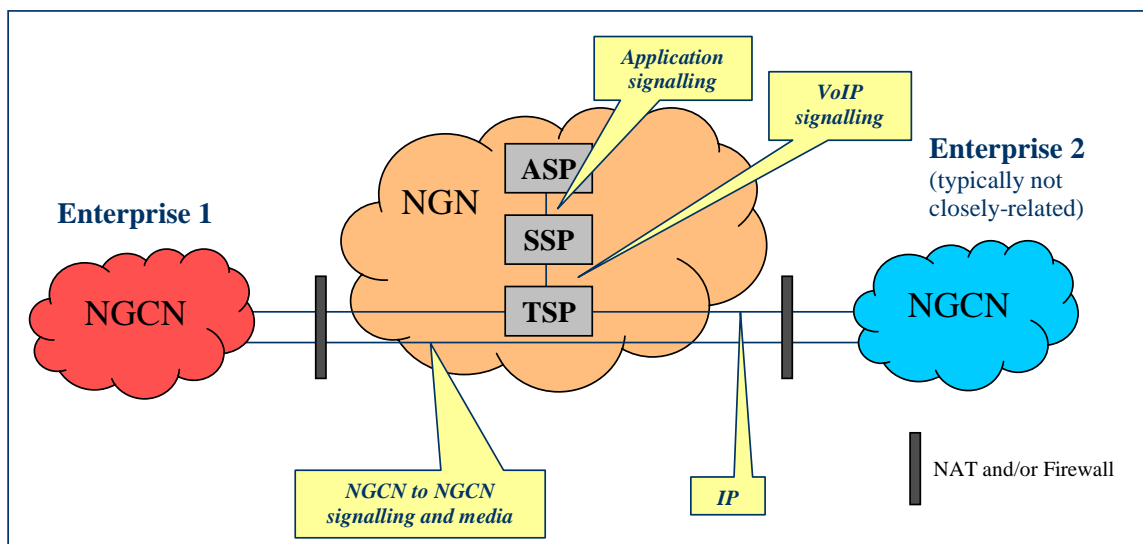 Application
signalling
VoIP
signalling
Enterprise 2
(typically not
closely-related)
Enterprise 1
NGN
ASP
SSP
TSP
NGCN
NGCN
NGCN to NGCN
signalling and media
IP
NAT and/or Firewall